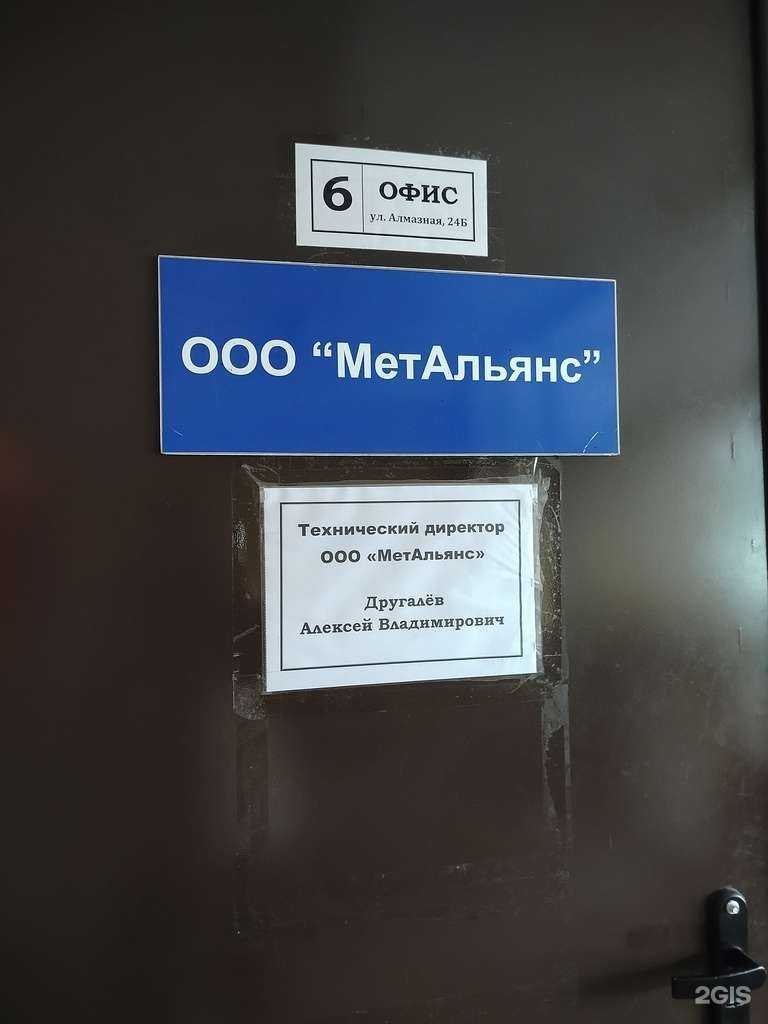 6 ОФИС
ул. Алмазная, 24Б
ООО “МетАльянс”
Технический директор
ООО «МетАльянс»
Другалёв
Алексей Владимирович
2GIS